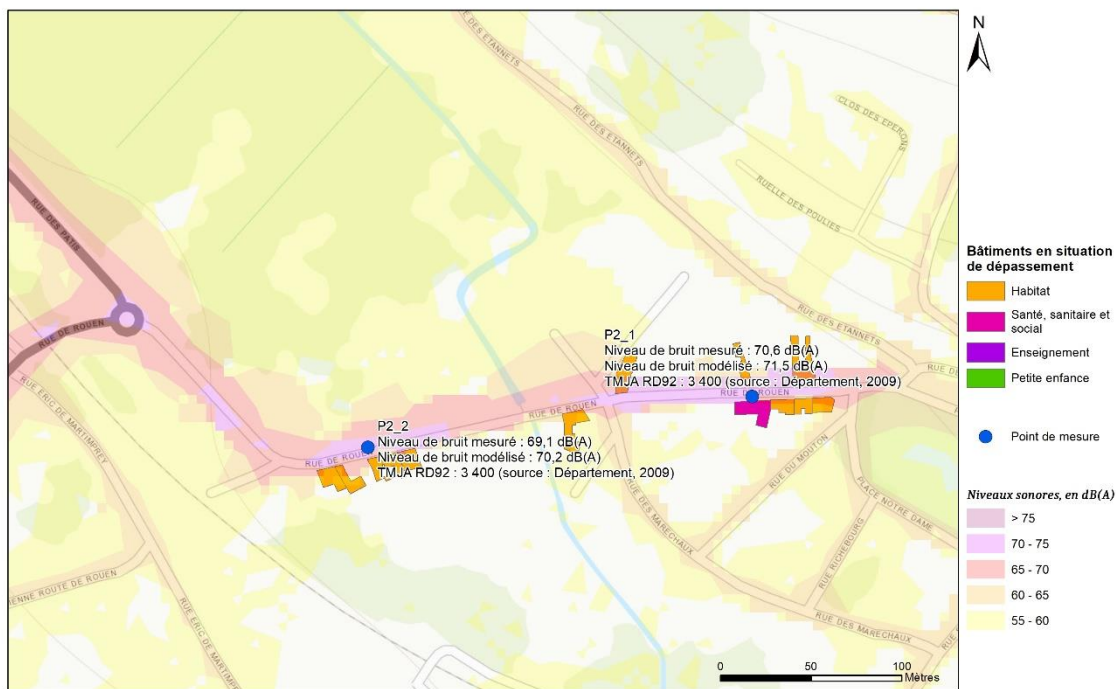 N
RUE DES ETANNETS
CLOS DES EPERONS
RUE DES ETANNETS
RUELLE DES POULIES
RUE DES PATIS
RUE DE ROUEN
RUE DES ETANNETS
P2_1
Niveau de bruit mesuré : 70,6 dB(A)
Niveau de bruit modélisé : 71,5 dB(A)
TMJA RD92 : 3 400 (source : Département, 2009)
RUE DE ROUEN
RUE DE ROUEN
RUE ERIC DE MARTIMPREY
P2_2
Niveau de bruit mesuré : 69,1 dB(A)
Niveau de bruit modélisé : 70,2 dB(A)
TMJA RD92 : 3 400 (source : Département, 2009)
RUE DE ROUEN
RUE DU MOUTON
PLACE NOTRE DAME
RUE DES MARECHAUX
RUE RICHEBOURG
IENNE ROUTE DE ROUEN
RUE ERIC DE MARTIMPREY
RUE DES MARECHAUX
0 50 100
Mètres
Bâtiments en situation
de dépassement
Habitat
Santé, sanitaire et
social
Enseignement
Petite enfance
Point de mesure
Niveaux sonores, en dB(A)
> 75
70 - 75
65 - 70
60 - 65
55 - 60